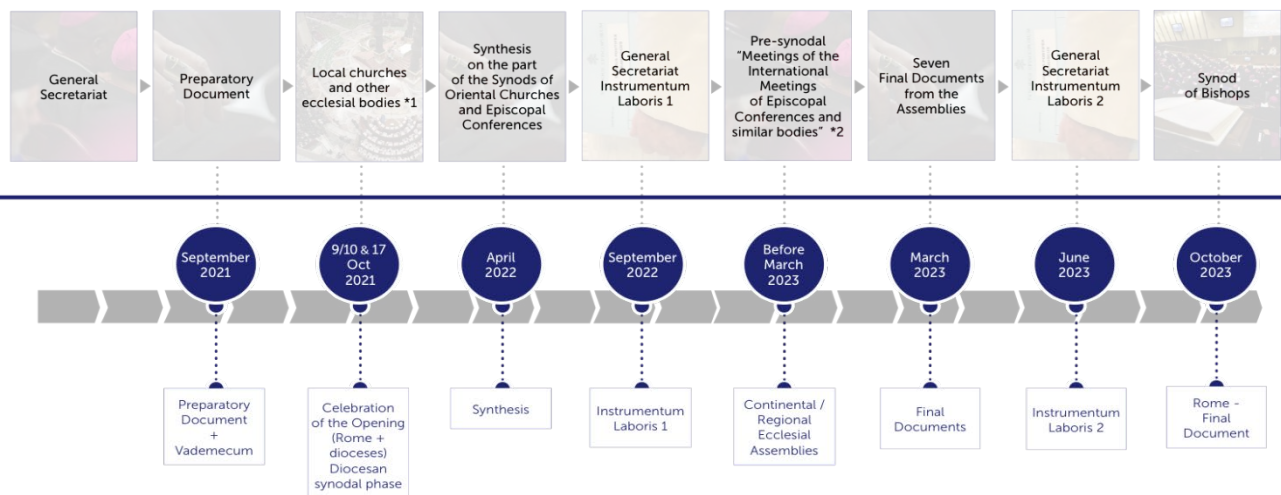 General
Secretariat
Preparatory
Document
Local churches
and other
ecclesial bodies *1
Synthesis
on the part
of the Synods of
Oriental Churches
and Episcopal
Conferences
General
Secretariat
Instrumentum
Laboris 1
Pre-synodal
“Meetings of the
International
Meetings
of Episcopal
Conferences and
similar bodies” *2
Seven
Final Documents
from the
Assemblies
General
Secretariat
Instrumentum
Laboris 2
Synod
of Bishops
September
2021
9/10 & 17
Oct
2021
April
2022
September
2022
Before
March
2023
March
2023
June
2023
October
2023
Preparatory
Document
+
Vademecum
Celebration
of the Opening
(Rome +
dioceses)
Diocesan
synodal phase
Synthesis
Instrumentum
Laboris 1
Continental /
Regional
Ecclesial
Assemblies
Final
Documents
Instrumentum
Laboris 2
Rome -
Final
Document